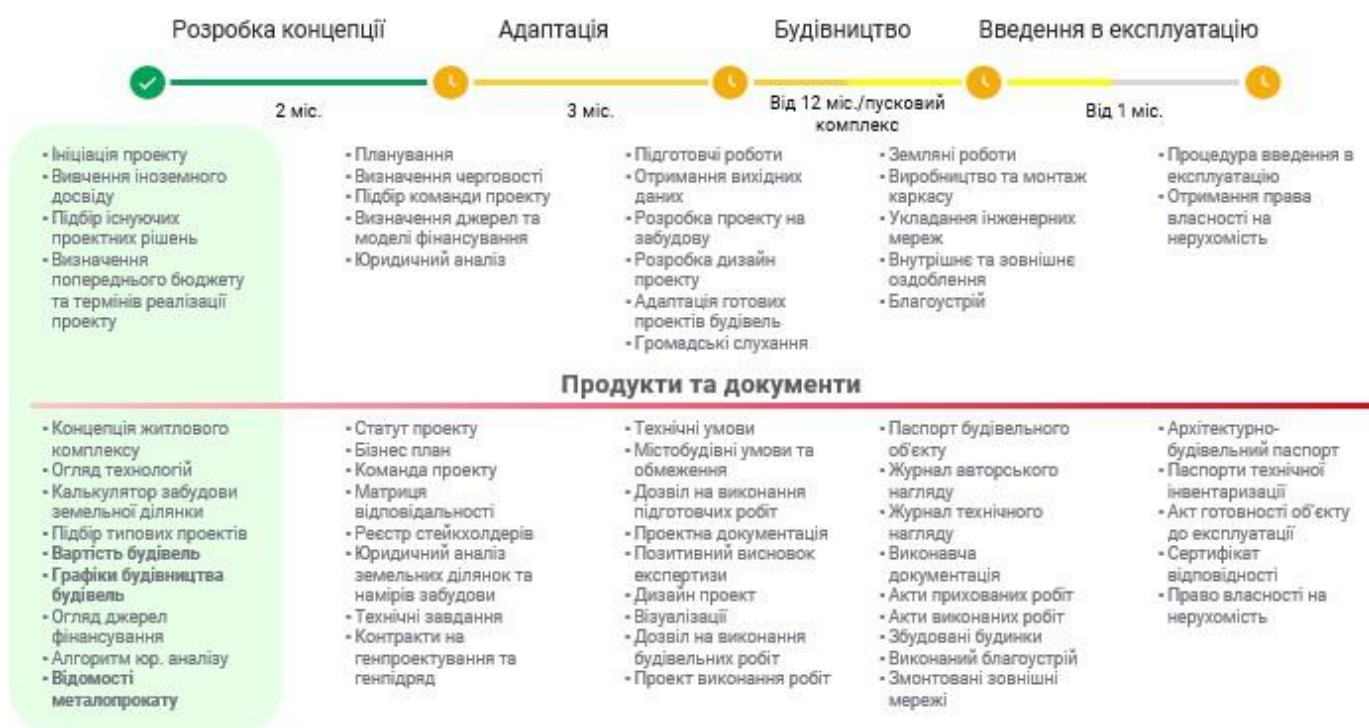 Розробка концепції
Адаптація
Будівництво
Введення в експлуатацію
2 міс.
3 міс.
Від 12 міс./пусковий
комплекс
Від 1 міс.
- Ініціація проекту
- Вивчення іноземного
досвіду
- Підбір існуючих
проектних рішень
- Визначення
попереднього бюджету
та термінів реалізації
проекту
- Планування
- Визначення черговості
- Підбір команди проекту
- Визначення джерел та
моделі фінансування
- Юридичний аналіз
- Підготовчі роботи
- Отримання вихідних
даних
- Розробка проекту на
забудову
- Розробка дизайн
проекту
- Адаптація готових
проектів будівель
- Громадські слухання
- Земляні роботи
- Виробництво та монтаж
каркасу
- Укладання інженерних
мереж
- Внутрішнє та зовнішнє
оздоблення
- Благоустрій
- Процедура введення в
експлуатацію
- Отримання права
власності на
нерухомість
Продукти та документи
- Концепція житлового
комплексу
- Огляд технологій
- Калькулятор забудови
земельної ділянки
- Підбір типових проектів
- Вартість будівель
- Графіки будівництва
будівель
- Огляд джерел
фінансування
- Алгоритм юр. аналізу
- Відомості
металопрокату
- Статут проекту
- Бізнес план
- Команда проекту
- Матриця
відповідальності
- Реєстр стейкхолдерів
- Юридичний аналіз
земельних ділянок та
намірів забудови
- Технічні завдання
- Контракти на
генпроектування та
генпідряд
- Технічні умови
- Містобудівні умови та
обмеження
- Дозвіл на виконання
підготовчих робіт
- Проектна документація
- Позитивний висновок
експертизи
- Дизайн проект
- Візуалізації
- Дозвіл на виконання
будівельних робіт
- Проект виконання робіт
- Паспорт будівельного
об'єкту
- Журнал авторського
нагляду
- Журнал технічного
нагляду
- Виконавча
документація
- Акти прихованих робіт
- Акти виконаних робіт
- Збудовані будинки
- Виконаний благоустрій
- Змонтовані зовнішні
мережі
- Архітектурно-
будівельний паспорт
- Паспорти технічної
інвентаризації
- Акт готовності об'єкту
до експлуатації
- Сертифікат
відповідності
- Право власності на
нерухомість